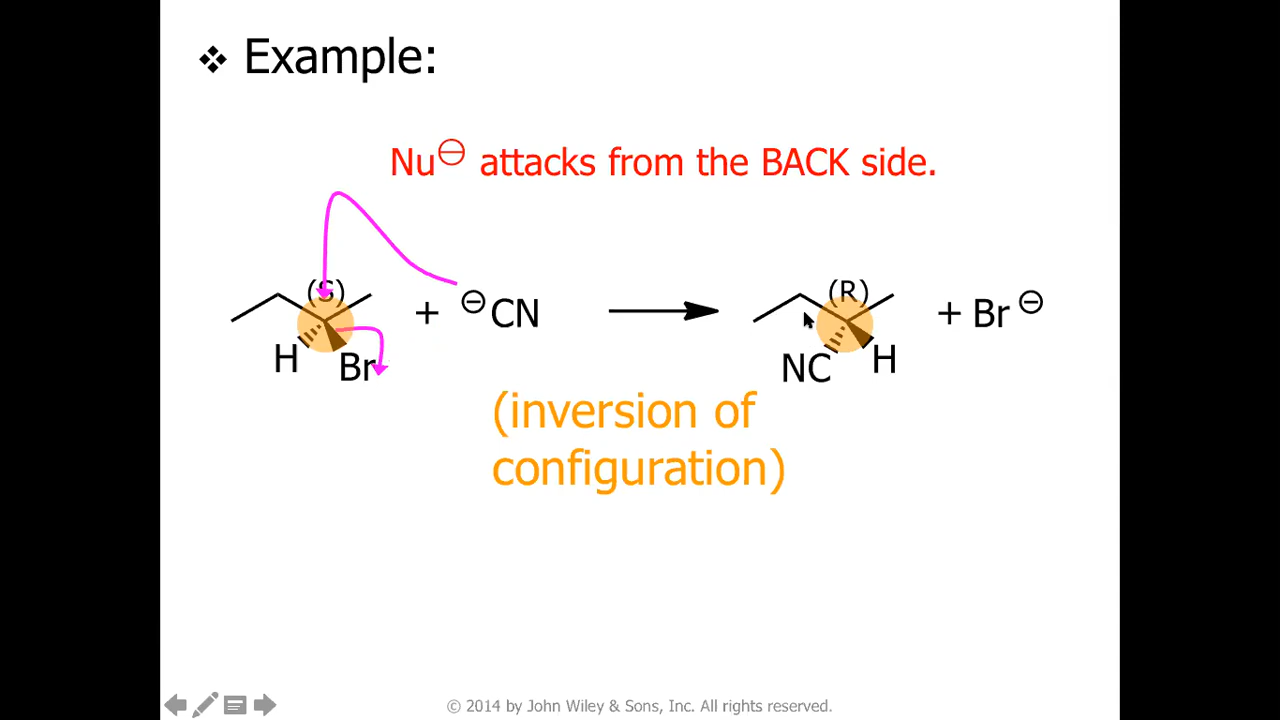 ❖ Example:
Nu⊖ attacks from the BACK side.
(S)
H
Br
+ ⊖CN
(R)
NC
H
+ Br⊖
(inversion of
configuration)
© 2014 by John Wiley & Sons, Inc. All rights reserved.